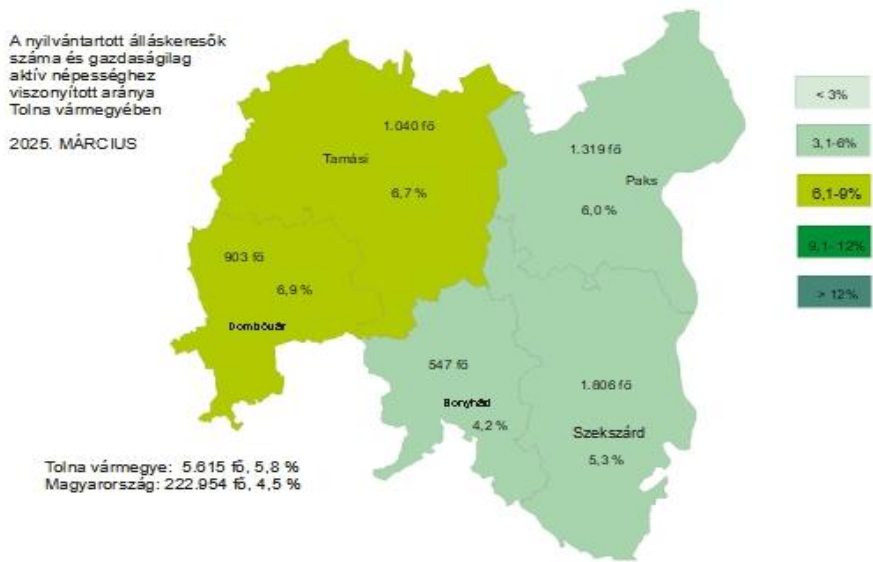 A nyilvántartott álláskeresők
száma és gazdaságilag
aktív népességhez
viszonyított aránya
Tolna vármegyében
2025. MÁRCIUS
< 3%
3,1-6%
6,1-9%
9,1- 12%
> 12%
1.040 fő
Tamási
6,7 %
1.319 fő
Paks
6,0 %
903 fő
6,9 %
Dombóvár
547 fő
Bonyhád
4,2 %
1.806 fő
Szekszárd
5,3 %
Tolna vármegye: 5.615 fő, 5,8 %
Magyarország: 222.954 fő, 4,5 %